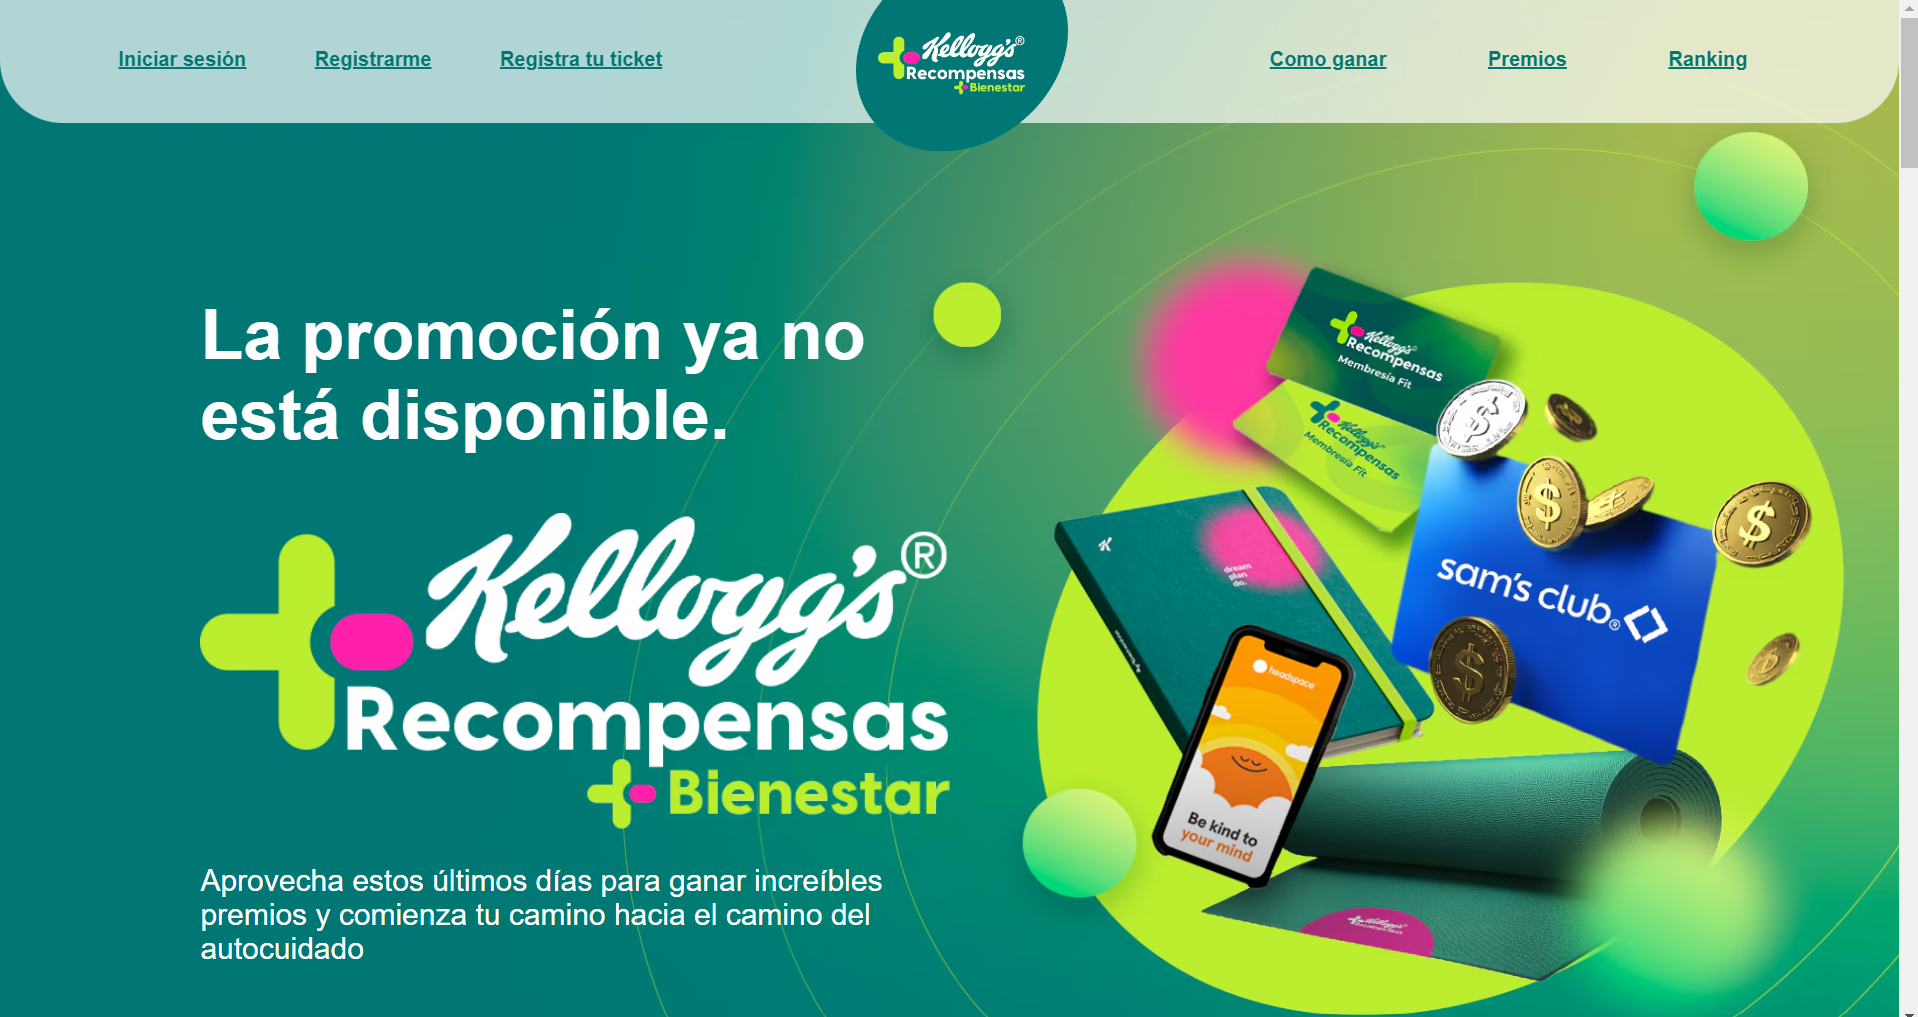 Iniciar sesión
Registrarme
Registra tu ticket
Kellogg's®
Recompensas
Bienestar
Como ganar
Premios
Ranking
La promoción ya no
está disponible.
Kellogg's®
Recompensas
Bienestar
Aprovecha estos últimos días para ganar increíbles
premios y comienza tu camino hacia el camino del
autocuidado
Kellogg's
Recompensas
Membresía Fit
Kellogg's
Recompensas
Membresía Fit
K
dream
plan
do.
sam's club®
headspace
Be kind to
your mind
Kellogg's
Recompensas